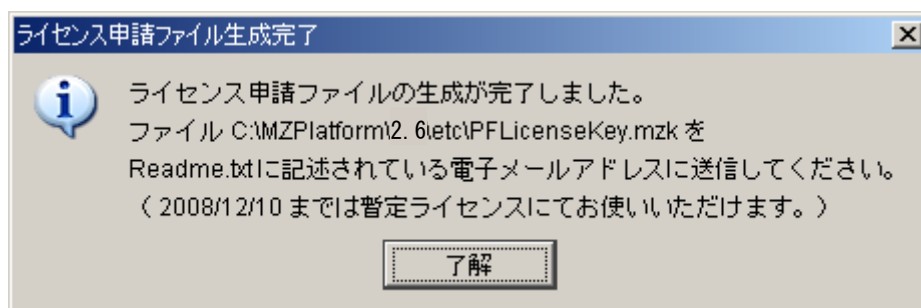 ライセンス申請ファイル生成完了
ライセンス申請ファイルの生成が完了しました。
ファイル C:\MZPlatform\2.6\etc\PFLicenseKey.mzk を
Readme.txtに記述されている電子メールアドレスに送信してください。
（ 2008/12/10 までは暫定ライセンスにてお使いいただけます。）
了解